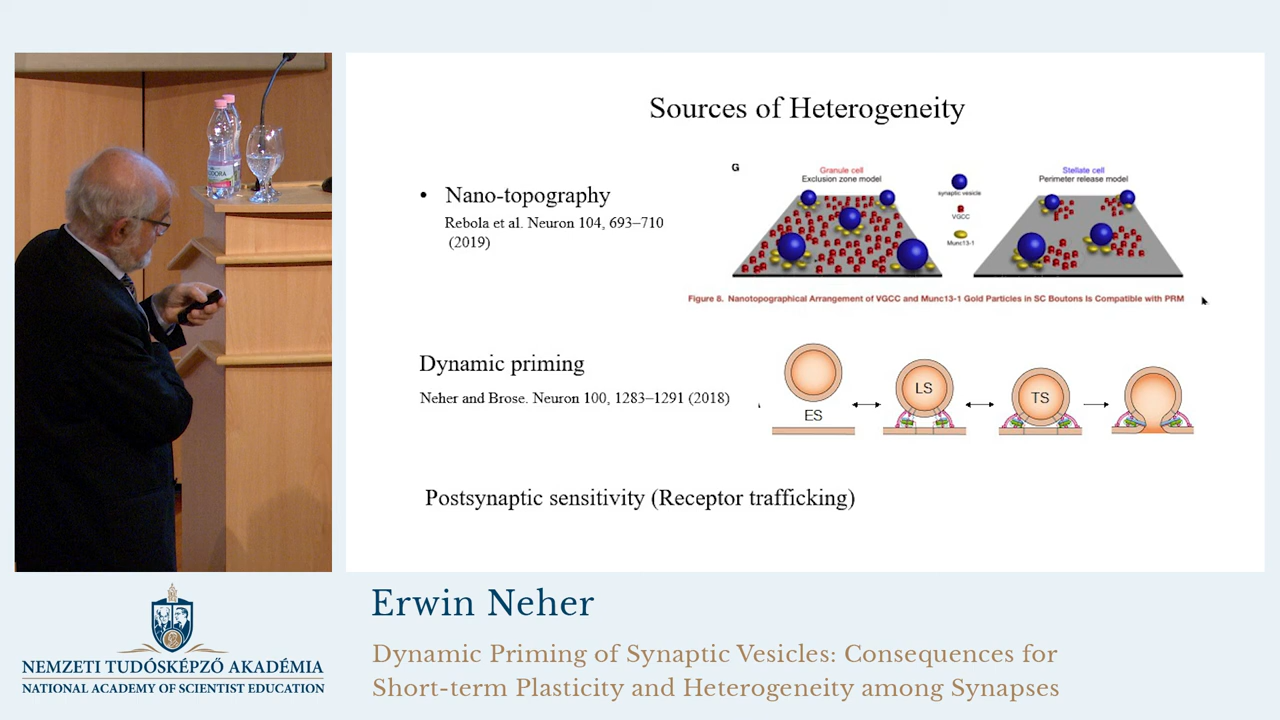 Sources of Heterogeneity
• Nano-topography
Rebola et al. Neuron 104, 693–710
(2019)
G
Granule cell
Exclusion zone model
synaptic vesicle
VGCC
Munc13-1
Stellate cell
Perimeter release model
Figure 8. Nanotopographical Arrangement of VGCC and Munc13-1 Gold Particles in SC Boutons Is Compatible with PRM
Dynamic priming
Neher and Brose. Neuron 100, 1283–1291 (2018)
ES
LS
TS
Postsynaptic sensitivity (Receptor trafficking)
NEMZETI TUDÓSKÉPZŐ AKADÉMIA
NATIONAL ACADEMY OF SCIENTIST EDUCATION
Erwin Neher
Dynamic Priming of Synaptic Vesicles: Consequences for
Short-term Plasticity and Heterogeneity among Synapses